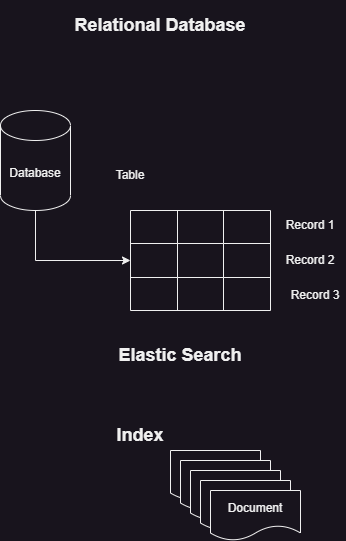 Relational Database
Database
Table
Record 1
Record 2
Record 3
Elastic Search
Index
Document